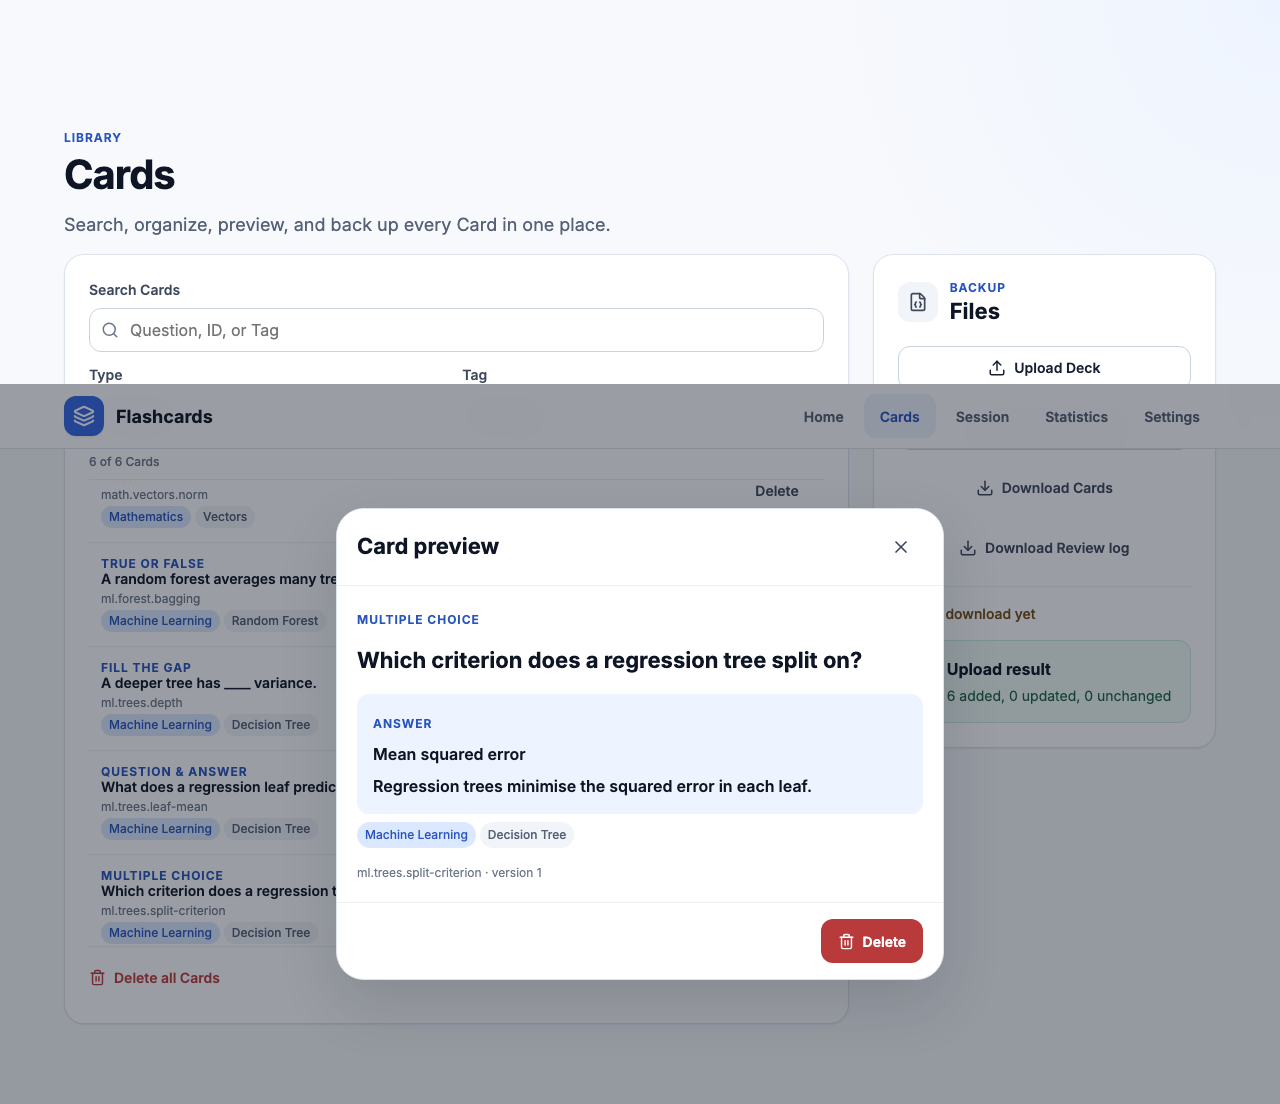 LIBRARY
Cards
Search, organize, preview, and back up every Card in one place.
Search Cards
Question, ID, or Tag
Type
Tag
BACKUP
Files
Upload Deck
Flashcards
Home
Cards
Session
Statistics
Settings
6 of 6 Cards
math.vectors.norm
Mathematics
Vectors
Delete
TRUE OR FALSE
A random forest averages many tre
ml.forest.bagging
Machine Learning
Random Forest
FILL THE GAP
A deeper tree has ____ variance.
ml.trees.depth
Machine Learning
Decision Tree
QUESTION & ANSWER
What does a regression leaf predic
ml.trees.leaf-mean
Machine Learning
Decision Tree
MULTIPLE CHOICE
Which criterion does a regression t
ml.trees.split-criterion
Machine Learning
Decision Tree
Delete all Cards
Card preview
MULTIPLE CHOICE
Which criterion does a regression tree split on?
ANSWER
Mean squared error
Regression trees minimise the squared error in each leaf.
Machine Learning
Decision Tree
ml.trees.split-criterion · version 1
Delete
Download Cards
Download Review log
download yet
Upload result
6 added, 0 updated, 0 unchanged